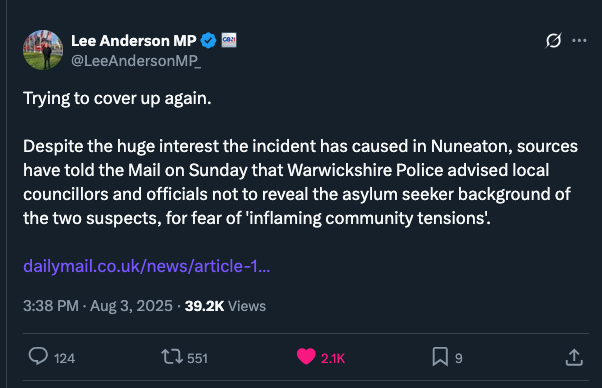 Lee Anderson MP GBN
@LeeAndersonMP_
Trying to cover up again.
Despite the huge interest the incident has caused in Nuneaton, sources
have told the Mail on Sunday that Warwickshire Police advised local
councillors and officials not to reveal the asylum seeker background of
the two suspects, for fear of 'inflaming community tensions'.
dailymail.co.uk/news/article-1...
3:38 PM · Aug 3, 2025 · 39.2K Views
124 551 2.1K 9